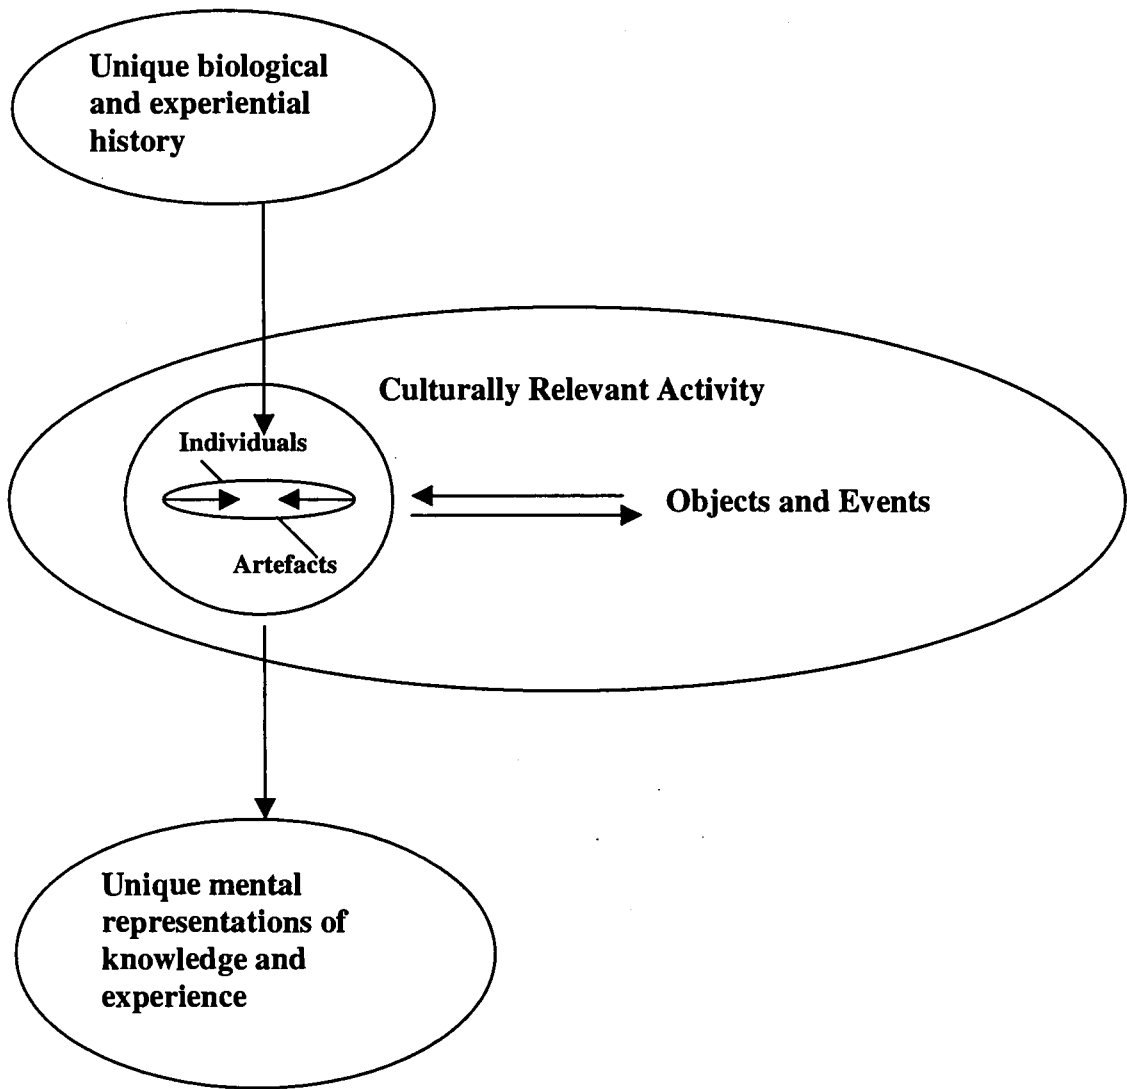 Unique biological
and experiential
history
Culturally Relevant Activity
Individuals
Objects and Events
Artefacts
Unique mental
representations of
knowledge and
experience